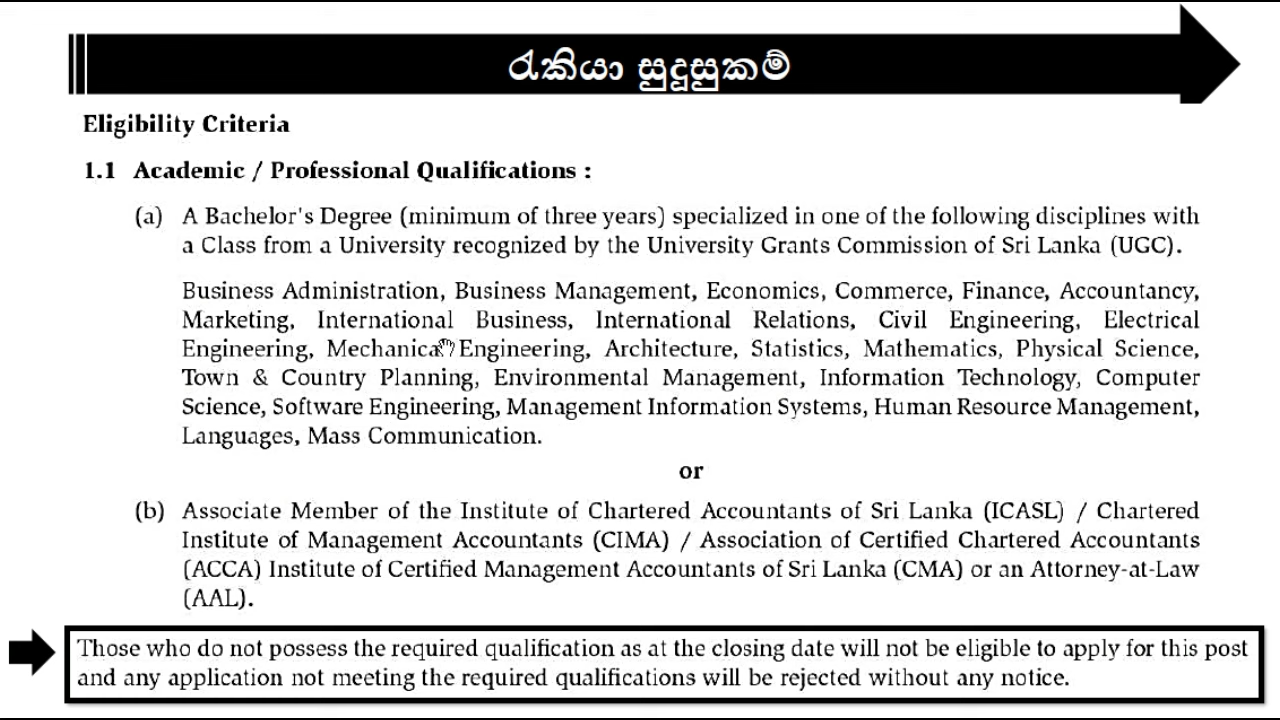 රැකියා සුදුසුකම්
Eligibility Criteria
1.1 Academic / Professional Qualifications :
(a) A Bachelor's Degree (minimum of three years) specialized in one of the following disciplines with
a Class from a University recognized by the University Grants Commission of Sri Lanka (UGC).
Business Administration, Business Management, Economics, Commerce, Finance, Accountancy,
Marketing, International Business, International Relations, Civil Engineering, Electrical
Engineering, Mechanical Engineering, Architecture, Statistics, Mathematics, Physical Science,
Town & Country Planning, Environmental Management, Information Technology, Computer
Science, Software Engineering, Management Information Systems, Human Resource Management,
Languages, Mass Communication.
or
(b) Associate Member of the Institute of Chartered Accountants of Sri Lanka (ICASL) / Chartered
Institute of Management Accountants (CIMA) / Association of Certified Chartered Accountants
(ACCA) Institute of Certified Management Accountants of Sri Lanka (CMA) or an Attorney-at-Law
(AAL).
Those who do not possess the required qualification as at the closing date will not be eligible to apply for this post
and any application not meeting the required qualifications will be rejected without any notice.